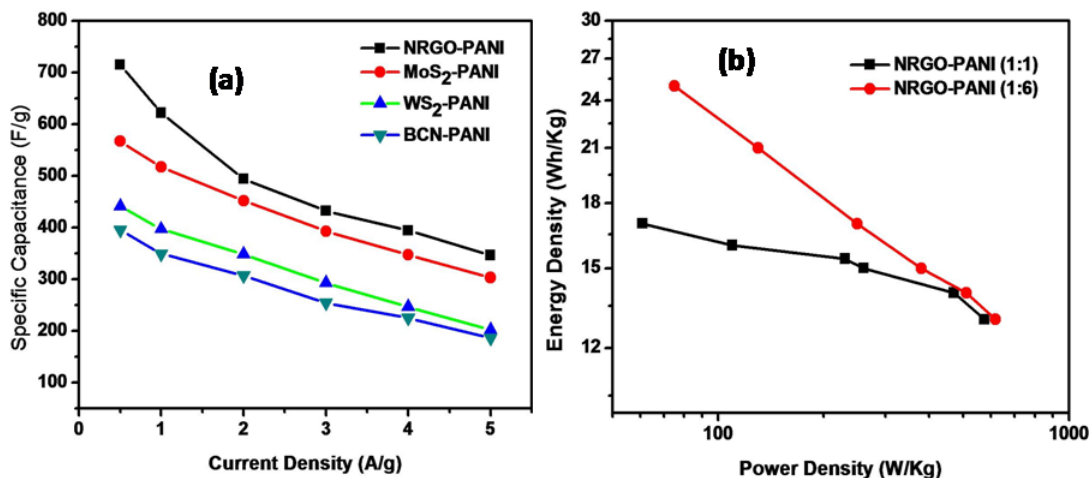 800
700
600
500
400
300
200
100
0
1
2
3
4
5
Specific Capacitance (F/g)
Current Density (A/g)
(a)
NRGO-PANI
MoS2-PANI
WS2-PANI
BCN-PANI
30
27
24
21
18
15
12
100
1000
Energy Density (Wh/Kg)
Power Density (W/Kg)
(b)
NRGO-PANI (1:1)
NRGO-PANI (1:6)